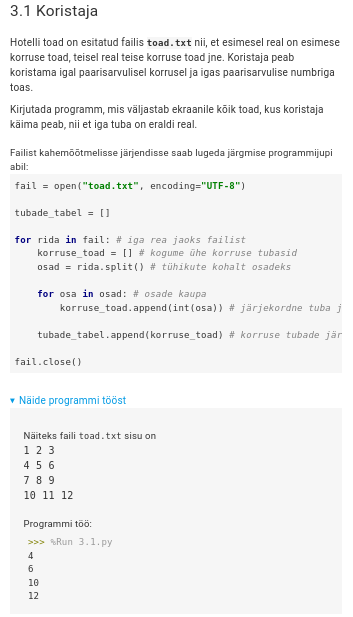 3.1 Koristaja
Hotelli toad on esitatud failis toad.txt nii, et esimesel real on esimese
korruse toad, teisel real teise korruse toad jne. Koristaja peab
koristama igal paarisarvulisel korrusel ja igas paarisarvulise numbriga
toas.
Kirjutada programm, mis väljastab ekraanile kõik toad, kus koristaja
käima peab, nii et iga tuba on eraldi real.
Failist kahemõõtmelisse järjendisse saab lugeda järgmise programmijupi
abil:
fail = open("toad.txt", encoding="UTF-8")
tubade_tabel = []
for rida in fail: # iga rea jaoks failist
korruse_toad = [] # kogume ühe korruse tubasid
osad = rida.split() # tühikute kohalt osadeks
for osa in osad: # osade kaupa
korruse_toad.append(int(osa)) # järjekordne tuba j
tubade_tabel.append(korruse_toad) # korruse tubade jär
fail.close()
▾ Näide programmi tööst
Näiteks faili toad.txt sisu on
1 2 3
4 5 6
7 8 9
10 11 12
Programmi töö:
>>> %Run 3.1.py
4
6
10
12